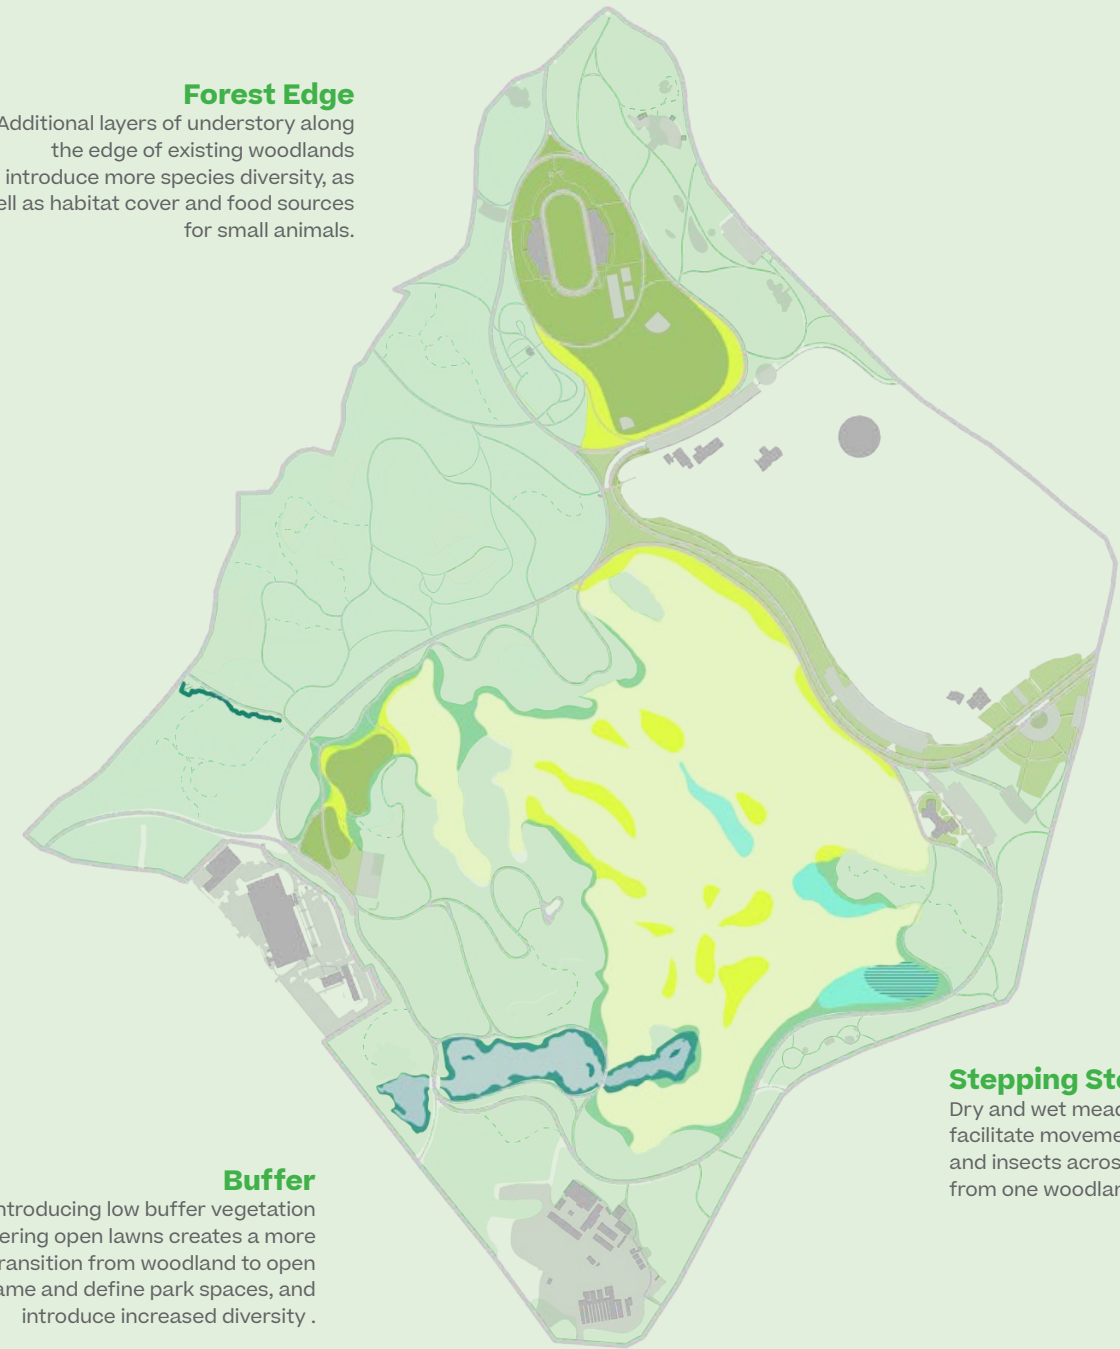 Forest Edge
Additional layers of understory along
the edge of existing woodlands
introduce more species diversity, as
ell as habitat cover and food sources
for small animals.
Stepping Sto
Dry and wet mead
facilitate moveme
and insects acros
from one woodlan
Buffer
ntroducing low buffer vegetation
ering open lawns creates a more
ransition from woodland to open
ame and define park spaces, and
introduce increased diversity .